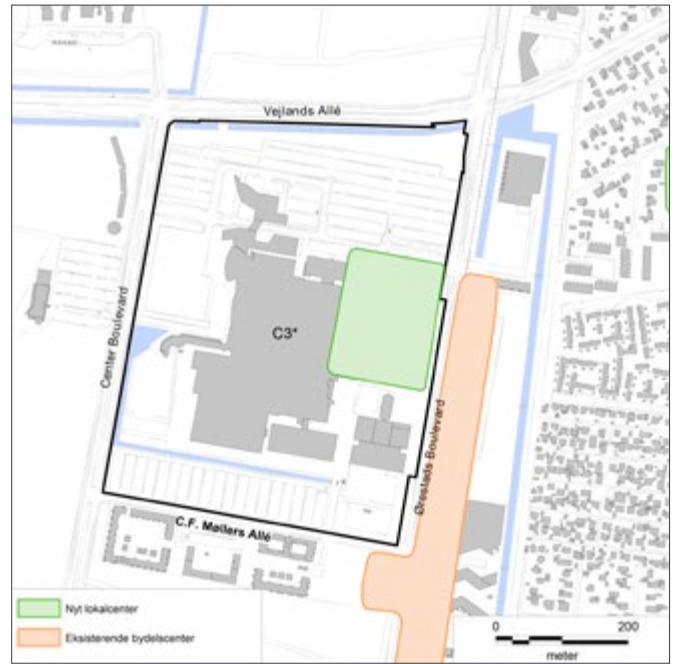 Vejlands Allé
C3*
Center Boulevard
Ørestads Boulevard
C.F. Møllers Allé
Nyt lokalcenter
Eksisterende bydelscenter
0 200
meter